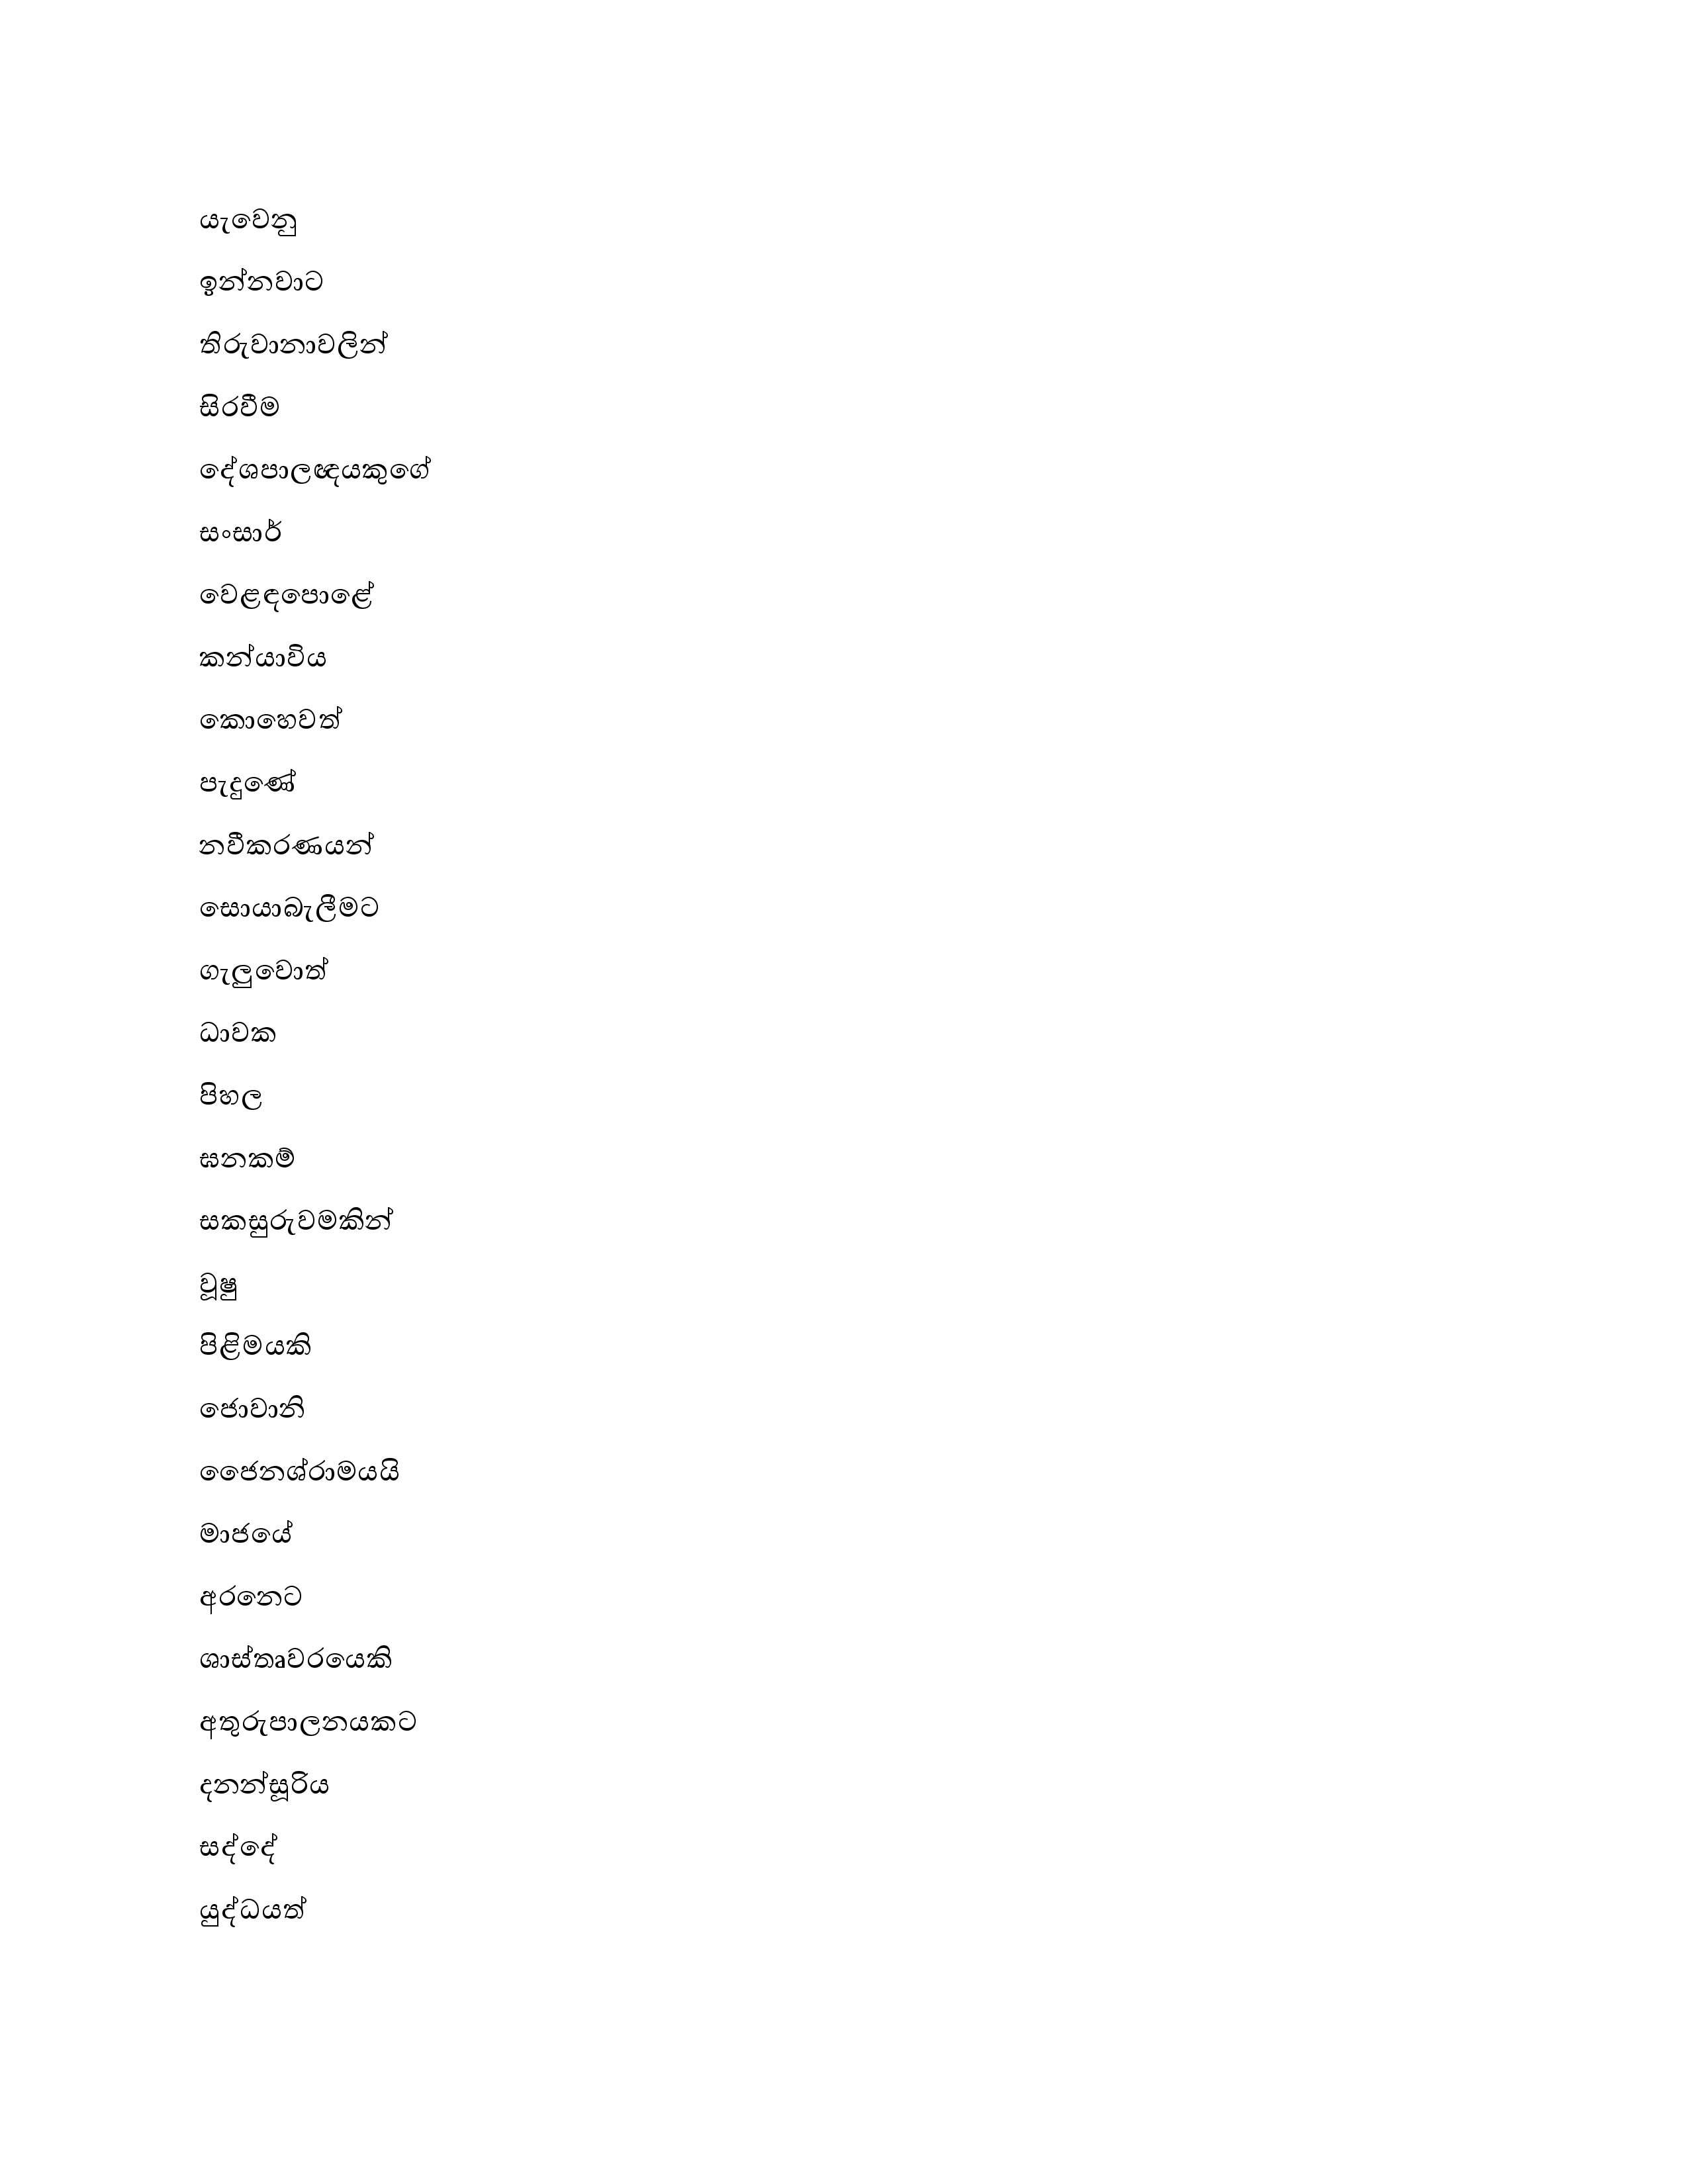 යැවෙනු
ඉන්නවාට
තිරුවානාවලින්
සිරවීම
දේශපාලඥයකුගේ
සංසාර්
වෙළඳපොළේ
කන්යාවිය
කොහෙවත්
පැදුණේ
නවීකරණයන්
සොයාබැලීමට
ගැලුවොත්
ධාවක
පිහල
ඝනකම්
සකසුරුවමකින්
වූෂු
පිළිමයකි
ජොවානි
ජෛනශ්රාමයයි
මාජයේ
අරනෙට
ශාස්තෘවරයෙකි
අතුරුපාලනයකට
දනන්සූරිය
සද්දේ
යුද්ධයත්